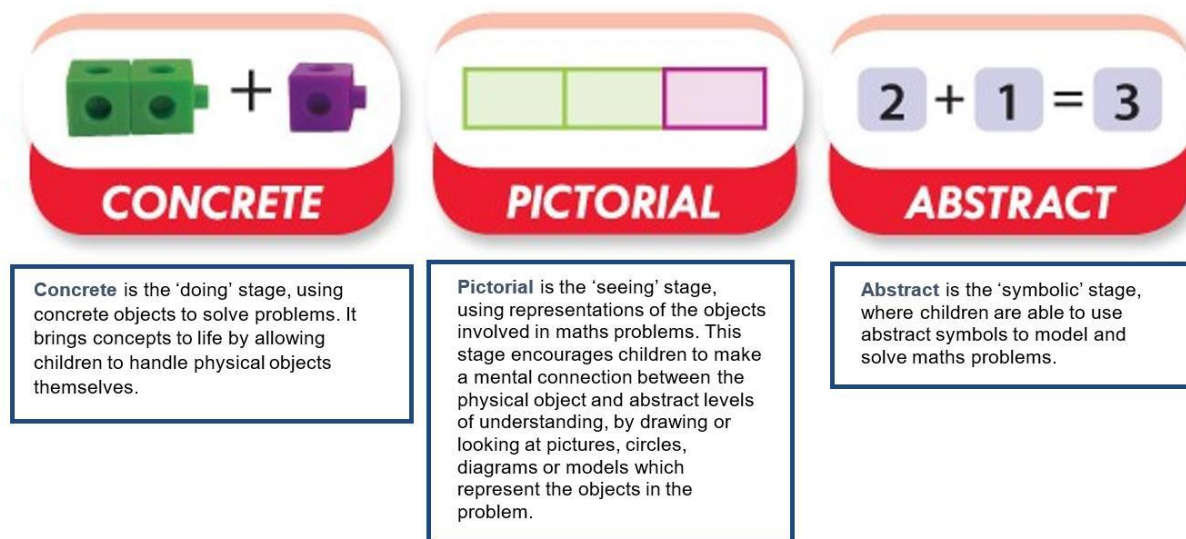 +
2 + 1 = 3
CONCRETE
PICTORIAL
ABSTRACT
Concrete is the ‘doing’ stage, using
concrete objects to solve problems. It
brings concepts to life by allowing
children to handle physical objects
themselves.
Pictorial is the ‘seeing’ stage,
using representations of the objects
involved in maths problems. This
stage encourages children to make
a mental connection between the
physical object and abstract levels
of understanding, by drawing or
looking at pictures, circles,
diagrams or models which
represent the objects in the
problem.
Abstract is the ‘symbolic’ stage,
where children are able to use
abstract symbols to model and
solve maths problems.